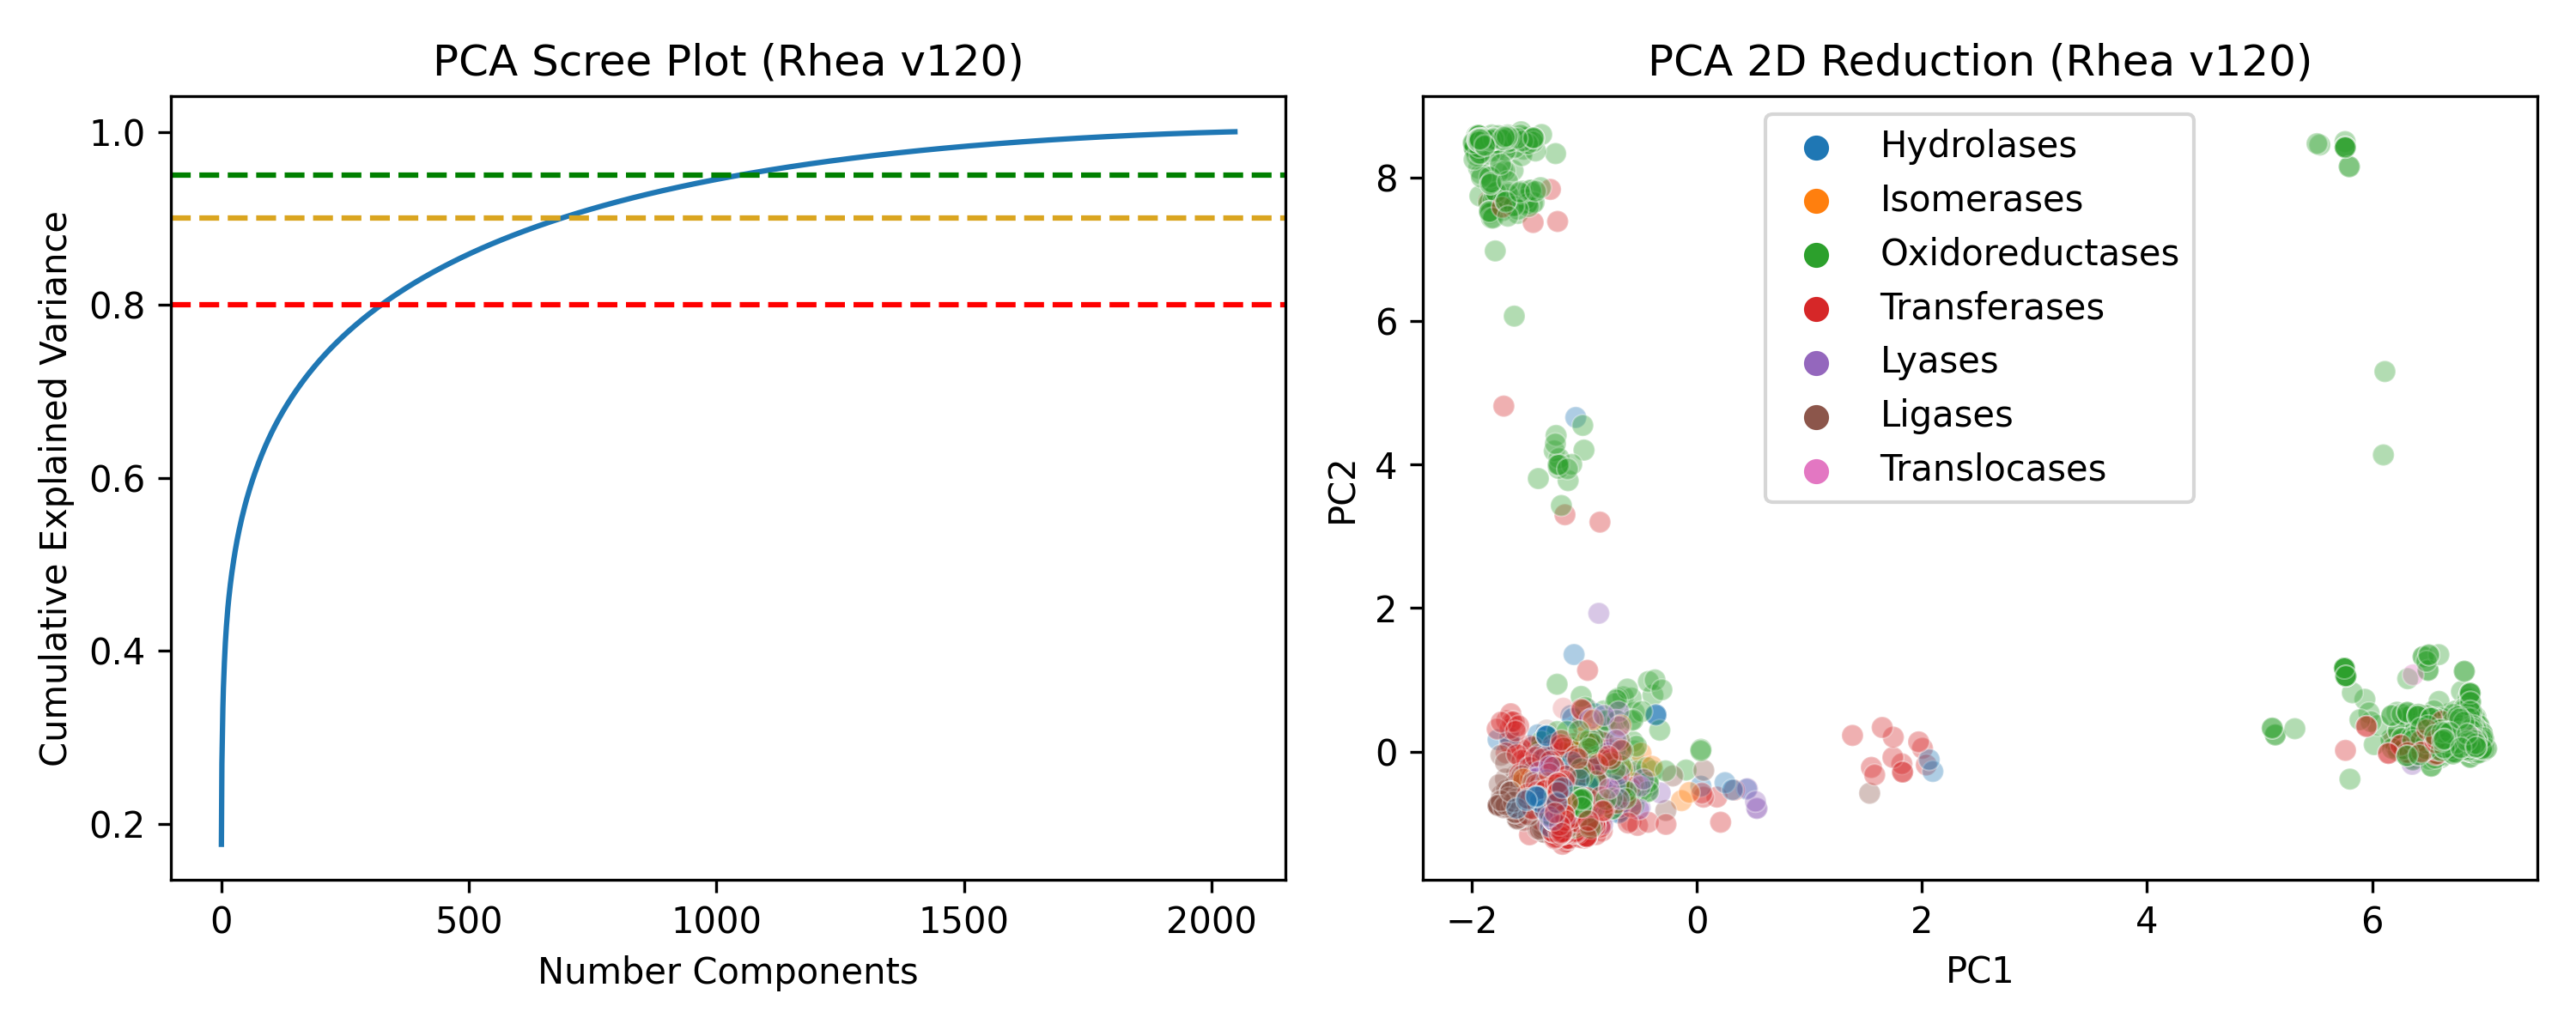 PCA Scree Plot (Rhea v120)
Cumulative Explained Variance
1.0
0.8
0.6
0.4
0.2
0
500
1000
1500
2000
Number Components
PCA 2D Reduction (Rhea v120)
PC2
8
6
4
2
0
−2
0
2
4
6
PC1
Hydrolases
Isomerases
Oxidoreductases
Transferases
Lyases
Ligases
Translocases